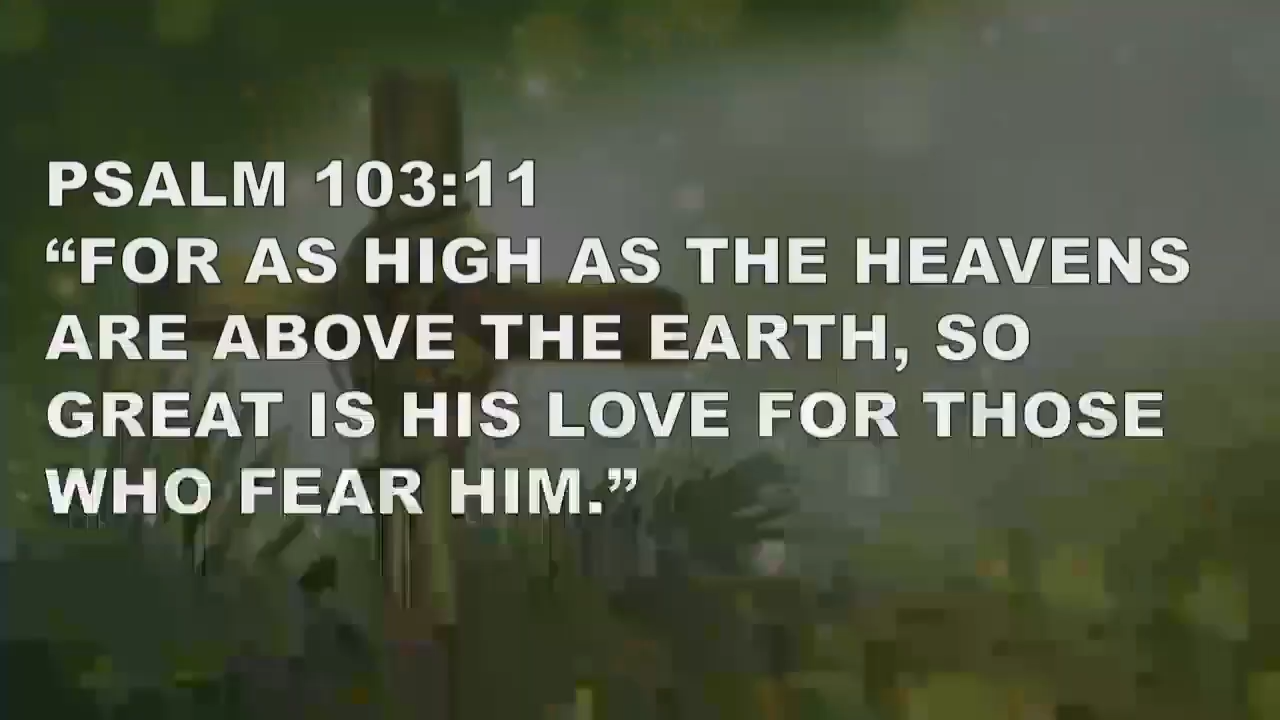 PSALM 103:11
“FOR AS HIGH AS THE HEAVENS
ARE ABOVE THE EARTH, SO
GREAT IS HIS LOVE FOR THOSE
WHO FEAR HIM.”